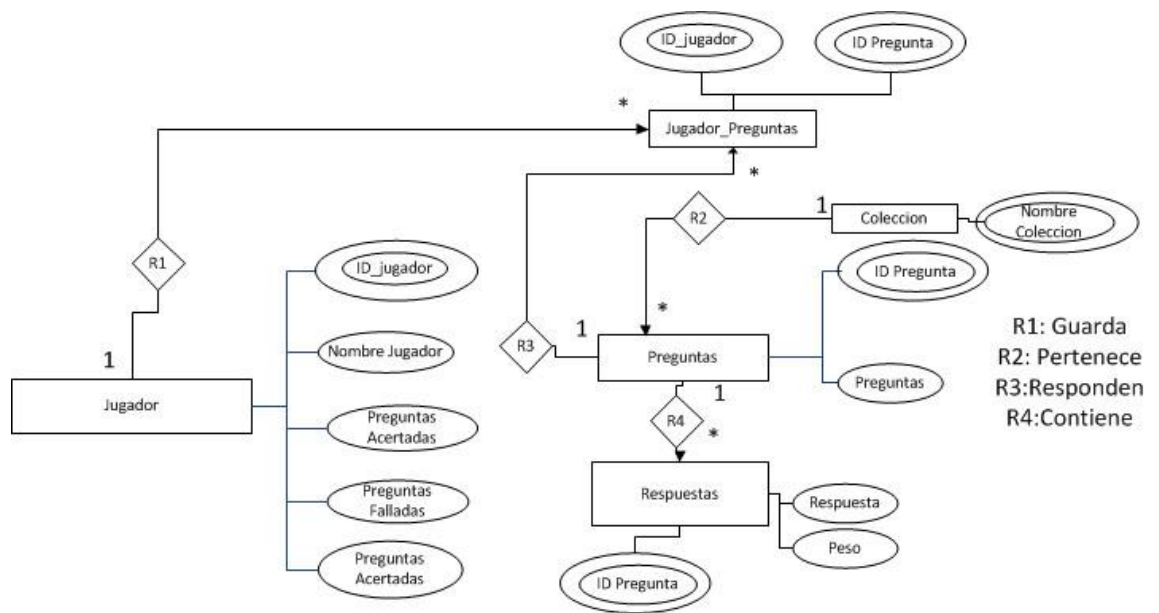 ID_jugador
ID Pregunta
*
Jugador_Preguntas
*
R2
1
Coleccion
Nombre
Coleccion
R1
ID_jugador
ID Pregunta
*
R1: Guarda
R2: Pertenece
R3:Responden
R4:Contiene
1
Nombre Jugador
R3
1
Preguntas
Preguntas
Jugador
1
Preguntas
Acertadas
R4
*
Preguntas
Falladas
Respuestas
Respuesta
Peso
Preguntas
Acertadas
ID Pregunta